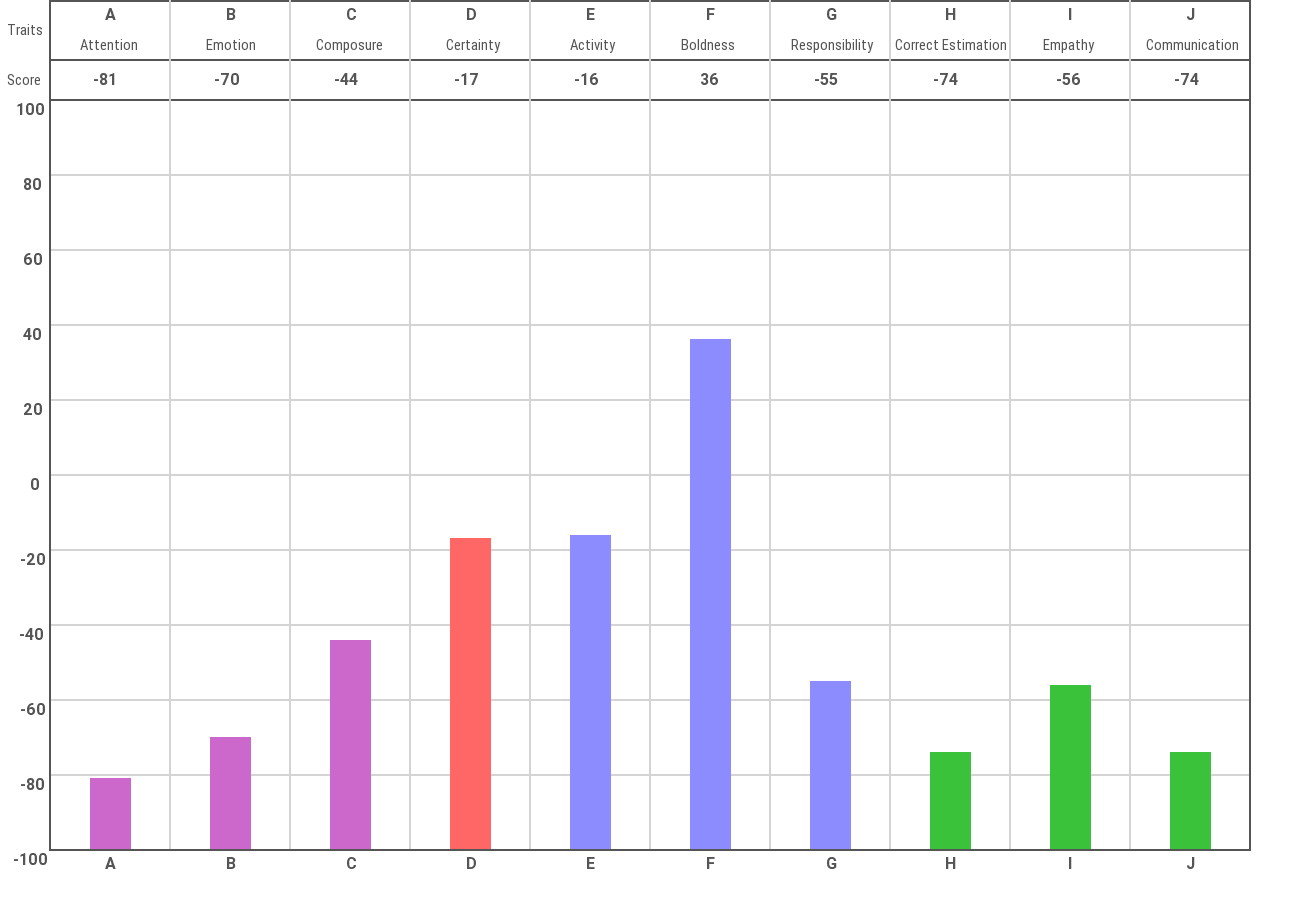 A B C D E F G H I J
Traits
Attention Emotion Composure Certainty Activity Boldness Responsibility Correct Estimation Empathy Communication
Score -81 -70 -44 -17 -16 36 -55 -74 -56 -74
100
80
60
40
20
0
-20
-40
-60
-80
-100
A B C D E F G H I J